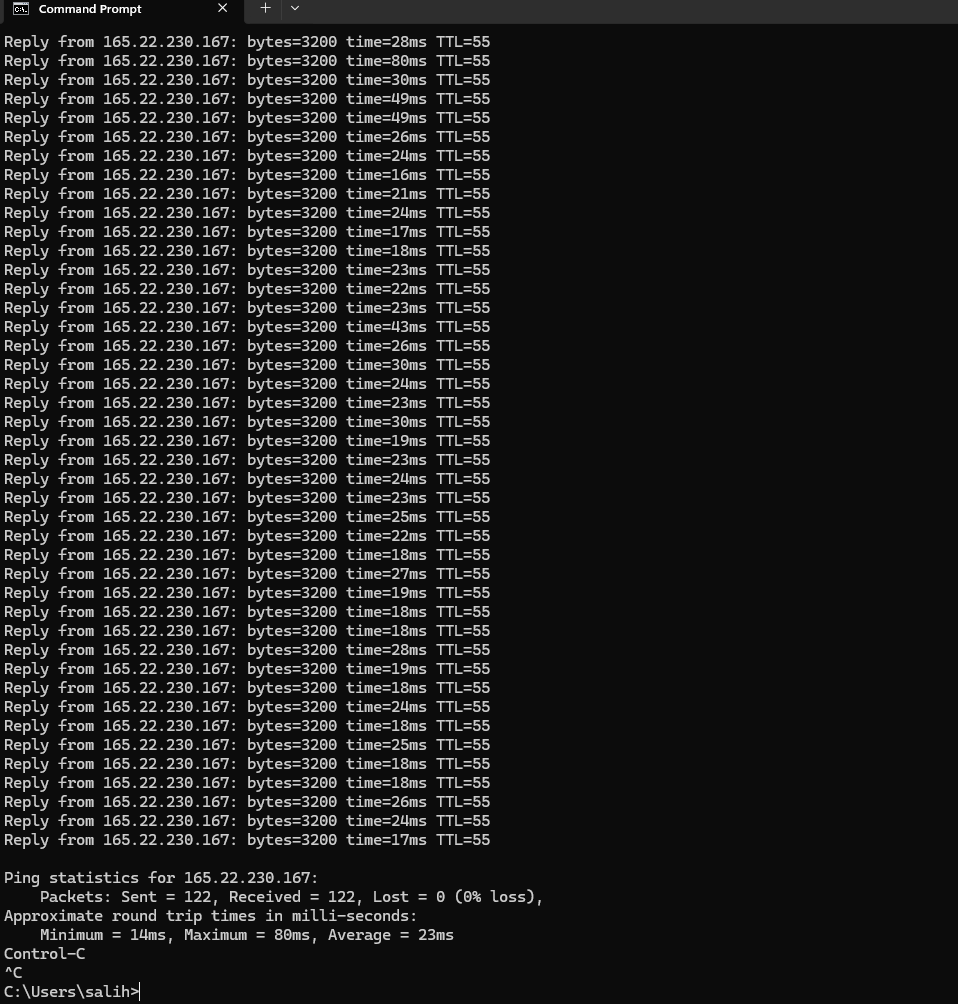 Command Prompt
Reply from 165.22.230.167: bytes=3200 time=28ms TTL=55
Reply from 165.22.230.167: bytes=3200 time=80ms TTL=55
Reply from 165.22.230.167: bytes=3200 time=30ms TTL=55
Reply from 165.22.230.167: bytes=3200 time=49ms TTL=55
Reply from 165.22.230.167: bytes=3200 time=49ms TTL=55
Reply from 165.22.230.167: bytes=3200 time=26ms TTL=55
Reply from 165.22.230.167: bytes=3200 time=24ms TTL=55
Reply from 165.22.230.167: bytes=3200 time=16ms TTL=55
Reply from 165.22.230.167: bytes=3200 time=21ms TTL=55
Reply from 165.22.230.167: bytes=3200 time=24ms TTL=55
Reply from 165.22.230.167: bytes=3200 time=17ms TTL=55
Reply from 165.22.230.167: bytes=3200 time=18ms TTL=55
Reply from 165.22.230.167: bytes=3200 time=23ms TTL=55
Reply from 165.22.230.167: bytes=3200 time=22ms TTL=55
Reply from 165.22.230.167: bytes=3200 time=23ms TTL=55
Reply from 165.22.230.167: bytes=3200 time=43ms TTL=55
Reply from 165.22.230.167: bytes=3200 time=26ms TTL=55
Reply from 165.22.230.167: bytes=3200 time=30ms TTL=55
Reply from 165.22.230.167: bytes=3200 time=24ms TTL=55
Reply from 165.22.230.167: bytes=3200 time=23ms TTL=55
Reply from 165.22.230.167: bytes=3200 time=30ms TTL=55
Reply from 165.22.230.167: bytes=3200 time=19ms TTL=55
Reply from 165.22.230.167: bytes=3200 time=23ms TTL=55
Reply from 165.22.230.167: bytes=3200 time=24ms TTL=55
Reply from 165.22.230.167: bytes=3200 time=23ms TTL=55
Reply from 165.22.230.167: bytes=3200 time=25ms TTL=55
Reply from 165.22.230.167: bytes=3200 time=22ms TTL=55
Reply from 165.22.230.167: bytes=3200 time=18ms TTL=55
Reply from 165.22.230.167: bytes=3200 time=27ms TTL=55
Reply from 165.22.230.167: bytes=3200 time=19ms TTL=55
Reply from 165.22.230.167: bytes=3200 time=18ms TTL=55
Reply from 165.22.230.167: bytes=3200 time=18ms TTL=55
Reply from 165.22.230.167: bytes=3200 time=28ms TTL=55
Reply from 165.22.230.167: bytes=3200 time=19ms TTL=55
Reply from 165.22.230.167: bytes=3200 time=18ms TTL=55
Reply from 165.22.230.167: bytes=3200 time=24ms TTL=55
Reply from 165.22.230.167: bytes=3200 time=18ms TTL=55
Reply from 165.22.230.167: bytes=3200 time=25ms TTL=55
Reply from 165.22.230.167: bytes=3200 time=18ms TTL=55
Reply from 165.22.230.167: bytes=3200 time=18ms TTL=55
Reply from 165.22.230.167: bytes=3200 time=26ms TTL=55
Reply from 165.22.230.167: bytes=3200 time=24ms TTL=55
Reply from 165.22.230.167: bytes=3200 time=17ms TTL=55
Ping statistics for 165.22.230.167:
Packets: Sent = 122, Received = 122, Lost = 0 (0% loss),
Approximate round trip times in milli-seconds:
Minimum = 14ms, Maximum = 80ms, Average = 23ms
Control-C
^C
C:\Users\salih>